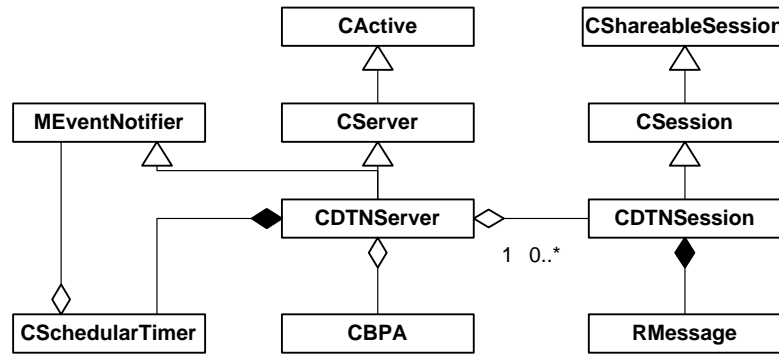 CActive
CShareableSession
MEventNotifier
CServer
CSession
CDTNServer
CDTNSession
1 0..*
CSchedularTimer
CBPA
RMessage